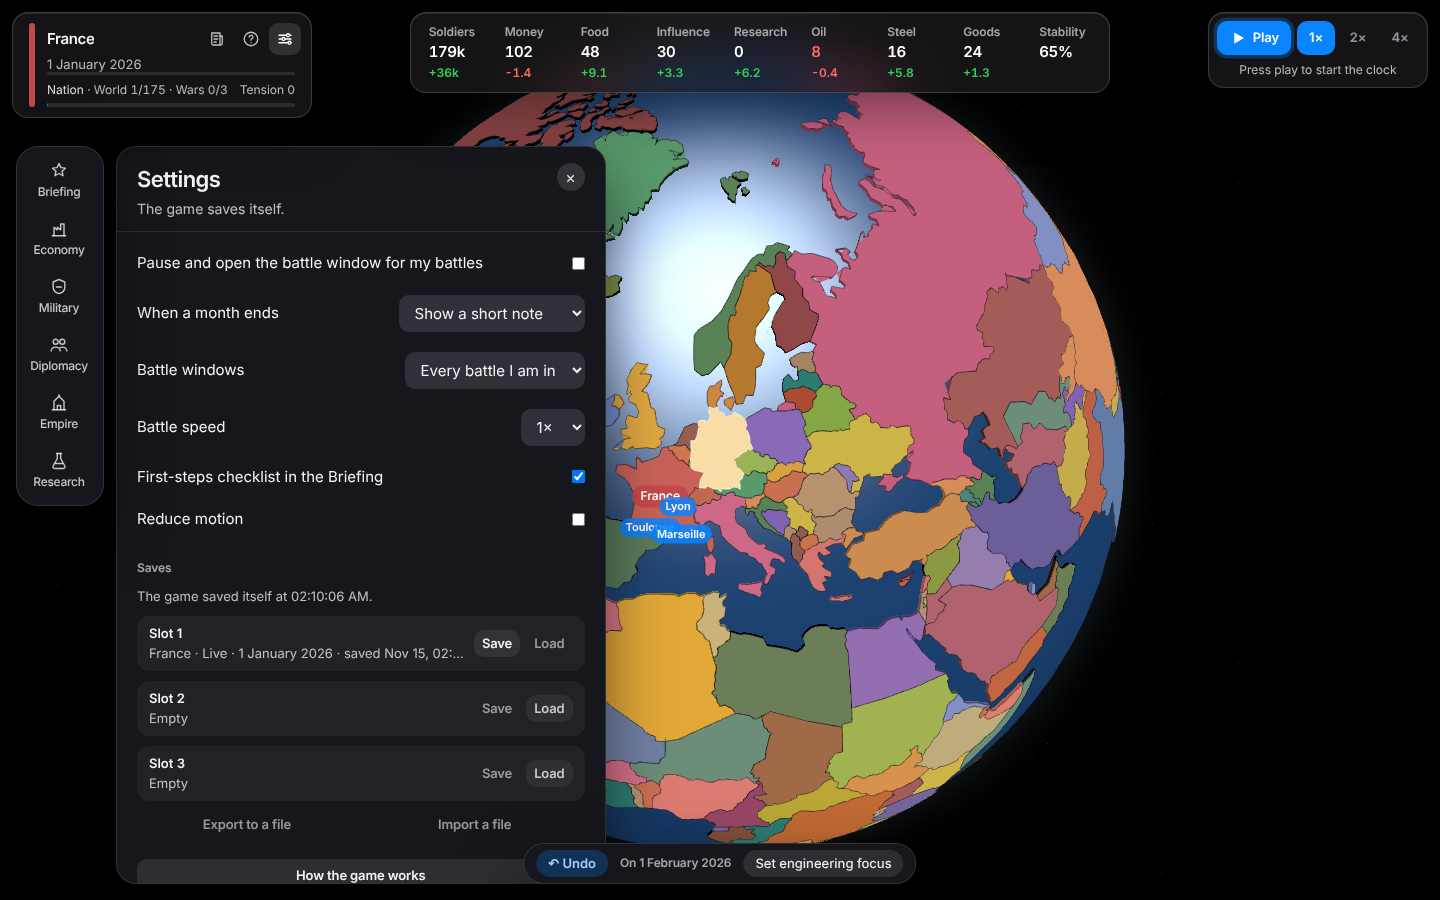 France
1 January 2026
Nation · World 1/175 · Wars 0/3 Tension 0
Soldiers Money Food Influence Research Oil Steel Goods Stability
179k 102 48 30 0 8 16 24 65%
+36k -1.4 +9.1 +3.3 +6.2 -0.4 +5.8 +1.3
Play 1× 2× 4×
Press play to start the clock
Briefing
Economy
Military
Diplomacy
Empire
Research
Settings
The game saves itself.
Pause and open the battle window for my battles
When a month ends Show a short note
Battle windows Every battle I am in
Battle speed 1×
First-steps checklist in the Briefing
Reduce motion
Saves
The game saved itself at 02:10:06 AM.
Slot 1
France · Live · 1 January 2026 · saved Nov 15, 02:...
Save Load
Slot 2
Empty
Save Load
Slot 3
Empty
Save Load
Export to a file Import a file
How the game works
France
Lyon
Toulouse
Marseille
↶ Undo On 1 February 2026 Set engineering focus